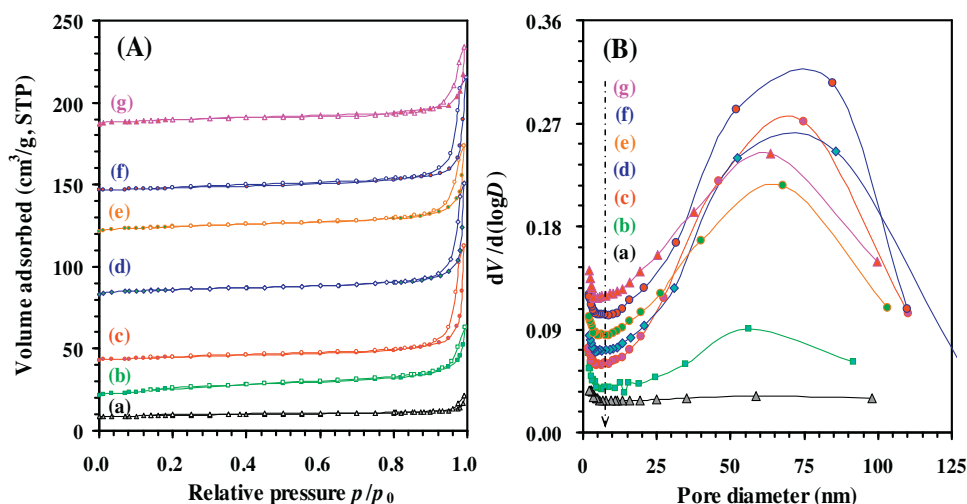 (A)
Volume adsorbed (cm³/g, STP)
250
200
150
100
50
0
(g)
(f)
(e)
(d)
(c)
(b)
(a)
0.0 0.2 0.4 0.6 0.8 1.0
Relative pressure p/p₀
(B)
dV/d(logD)
0.36
0.27
0.18
0.09
0.00
(g)
(f)
(e)
(d)
(c)
(b)
(a)
0 25 50 75 100 125
Pore diameter (nm)